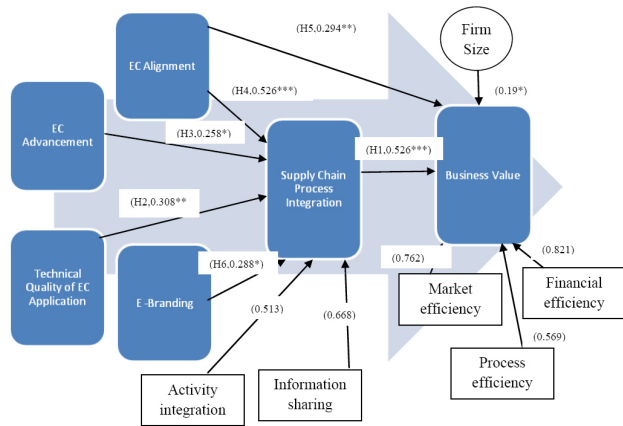 (H5,0.294**
Firm
Size
EC Alignment
(H4,0.526***)
(0.19*)
EC
Advancement
(H3,0.258*)
(H1,0.526***)
Supply Chain
Process
Integration
Business Value
(H2,0.308**
Technical
Quality of EC
Application
E -Branding
(H6,0.288*)
(0.762)
(0.821)
Market
efficiency
Financial
efficiency
(0.513)
(0.668)
(0.569)
Activity
integration
Information
sharing
Process
efficiency